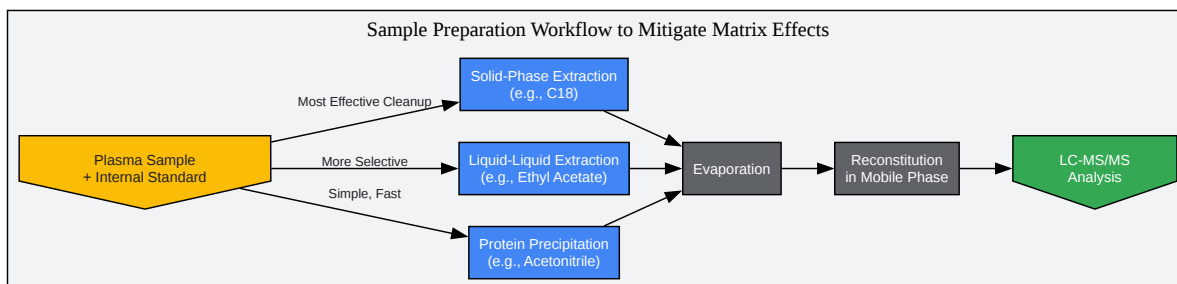 Sample Preparation Workflow to Mitigate Matrix Effects
Solid-Phase Extraction
(e.g., C18)
Most Effective Cleanup
Plasma Sample
+ Internal Standard
More Selective
Liquid-Liquid Extraction
(e.g., Ethyl Acetate)
Evaporation
Reconstitution
in Mobile Phase
LC-MS/MS
Analysis
Simple, Fast
Protein Precipitation
(e.g., Acetonitrile)